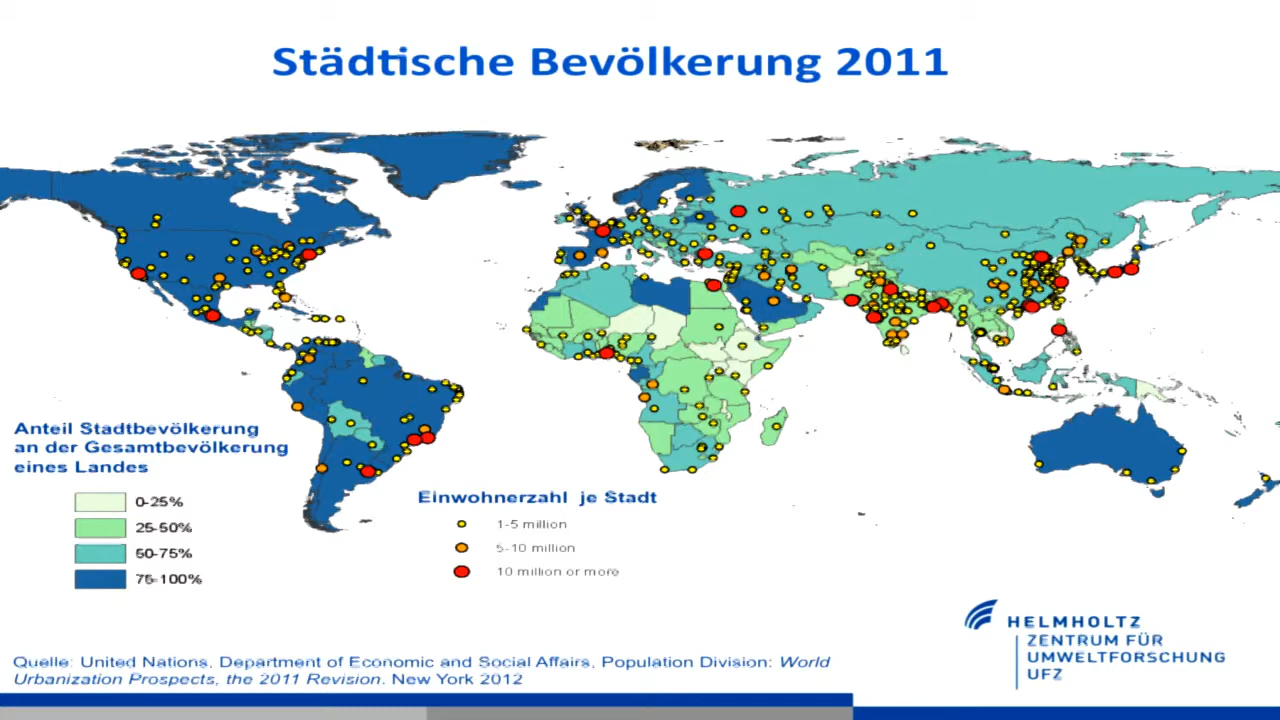 Städtische Bevölkerung 2011
Anteil Stadtbevölkerung
an der Gesamtbevölkerung
eines Landes
0-25%
25-50%
50-75%
75-100%
Einwohnerzahl je Stadt
1-5 million
5-10 million
10 million or more
HELMHOLTZ
ZENTRUM FÜR
UMWELTFORSCHUNG
UFZ
Quelle: United Nations, Department of Economic and Social Affairs, Population Division: World
Urbanization Prospects, the 2011 Revision. New York 2012